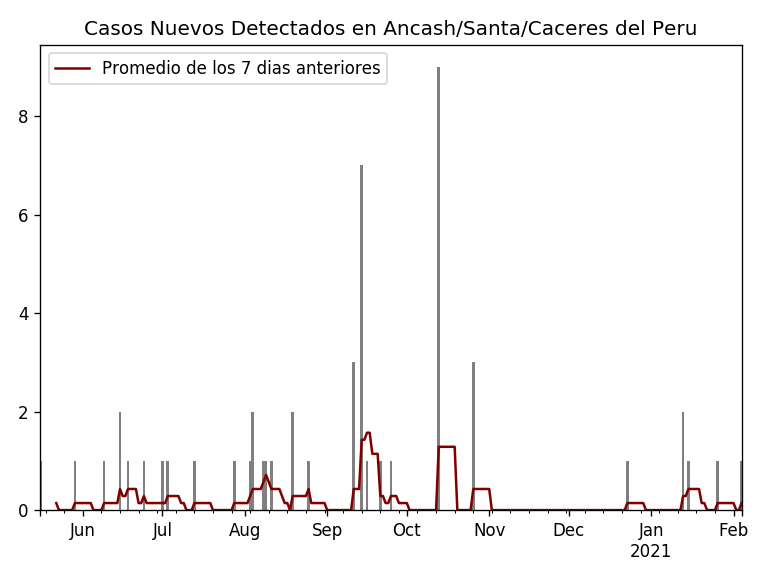 Casos Nuevos Detectados en Ancash/Santa/Caceres del Peru
Promedio de los 7 dias anteriores
8
6
4
2
0
Jun Jul Aug Sep Oct Nov Dec Jan Feb
2021